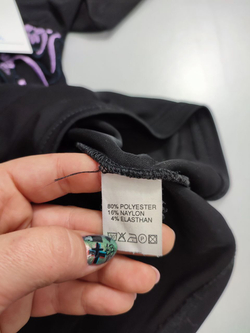 80% POLYESTER
16% NAYLON
4% ELASTHAN